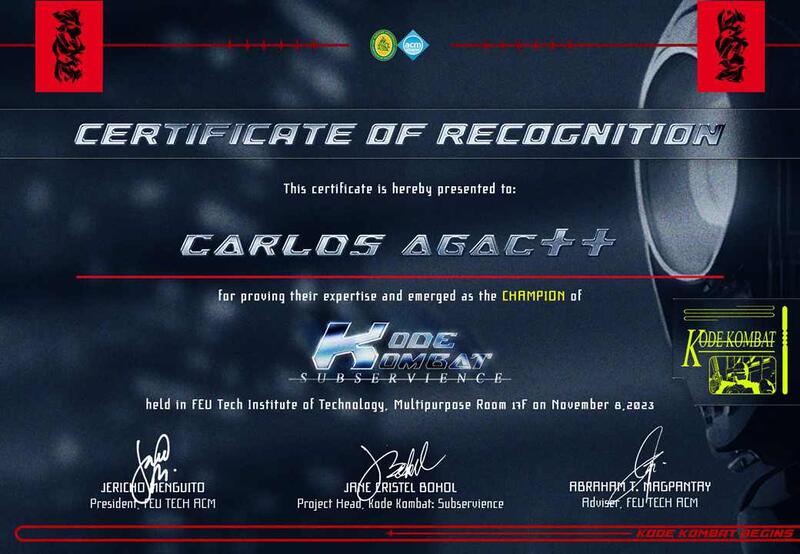 acm
CERTIFICATE OF RECOGNITION
This certificate is hereby presented to:
CARLOS AGAC++
for proving their expertise and emerged as the CHAMPION of
KODE
KOMBAT
SUBSERVIENCE
KODE KOMBAT
held in FEU Tech Institute of Technology, Multipurpose Room 17F on November 8,2023
JERICHO MENGUITO
President, FEU TECH ACM
JANE CRISTEL BOHOL
Project Head, Kode Kombat: Subservience
ABRAHAM T. MAGPANTAY
Adviser, FEU TECH ACM
KODE KOMBAT BEGINS